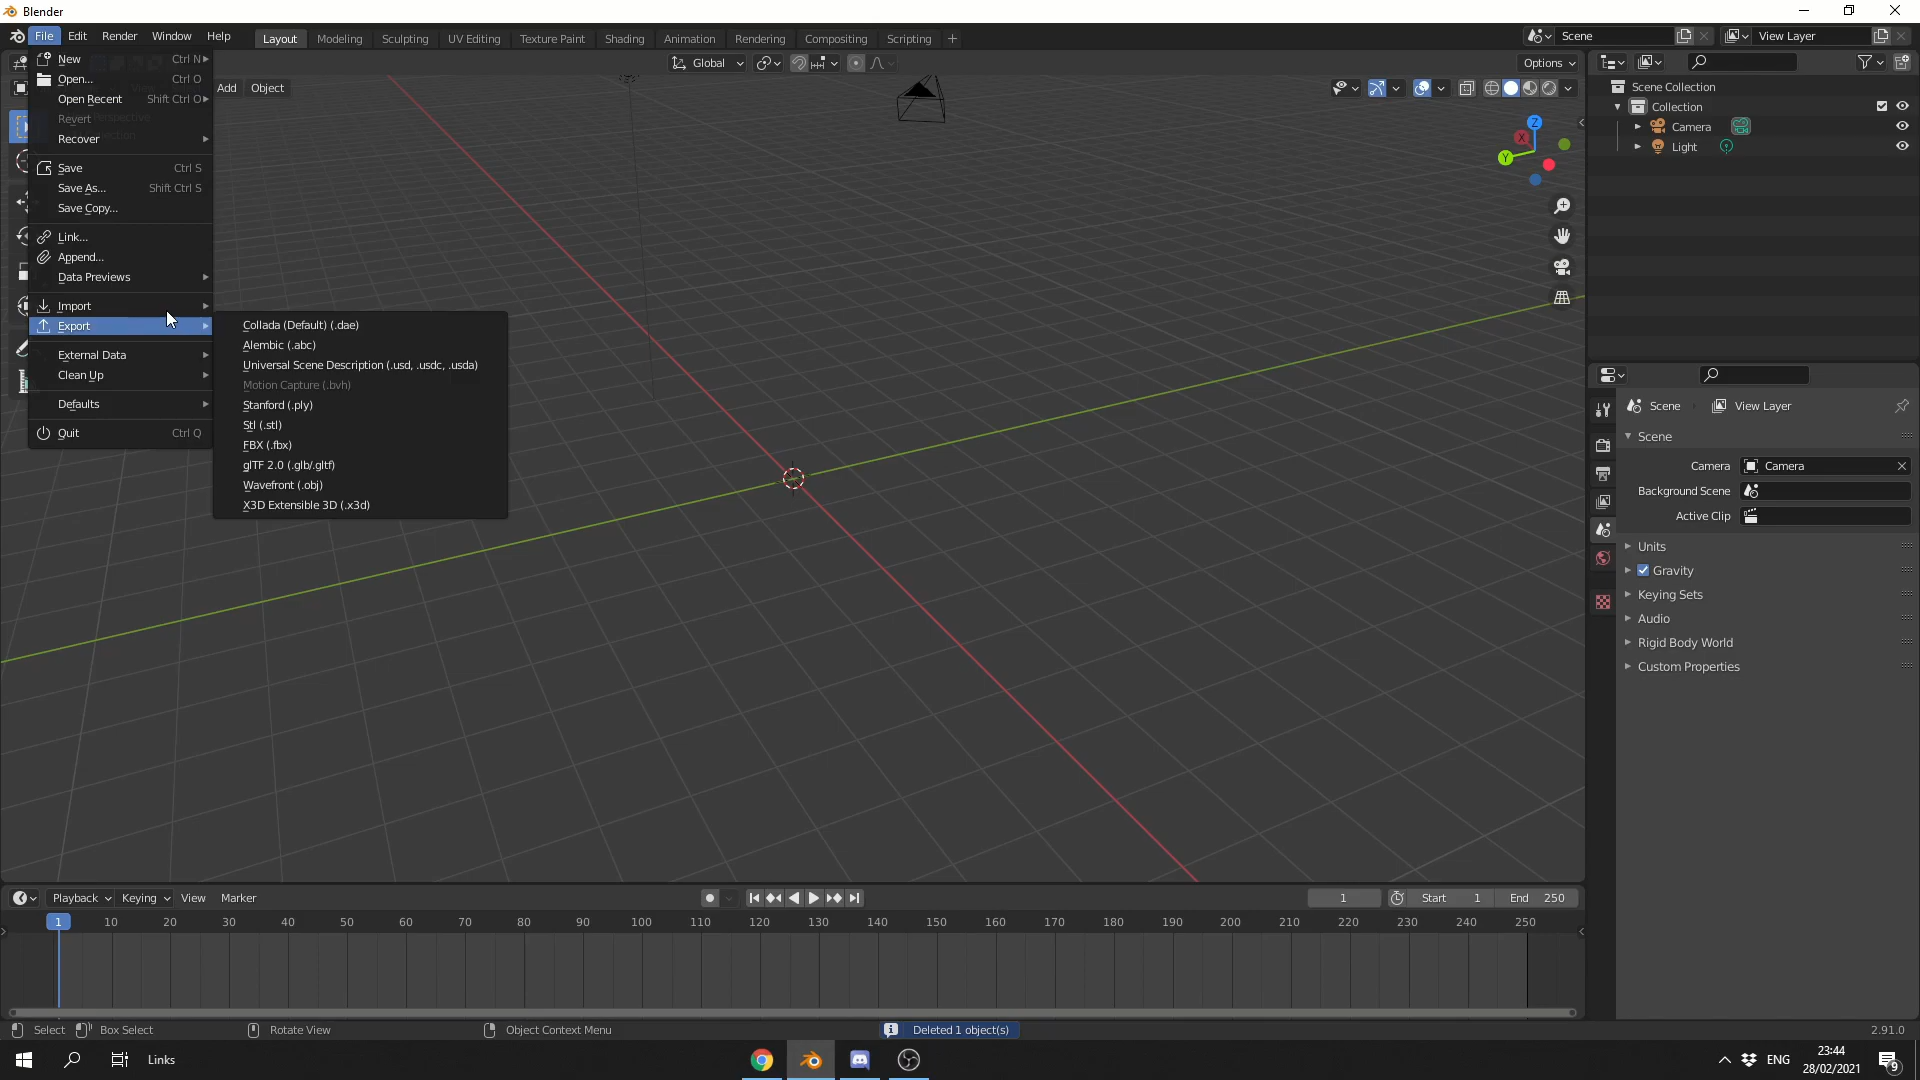 Blender
File Edit Render Window Help Layout Modeling Sculpting UV Editing Texture Paint Shading Animation Rendering Compositing Scripting + Scene View Layer
New Ctrl N
Open... Ctrl O
Open Recent Shift Ctrl O
Revert
Recover
Save Ctrl S
Save As... Shift Ctrl S
Save Copy...
Link...
Append...
Data Previews
Import
Export
External Data
Clean Up
Defaults
Quit Ctrl Q
Collada (Default) (.dae)
Alembic (.abc)
Universal Scene Description (.usd, .usdc, .usda)
Motion Capture (.bvh)
Stanford (.ply)
Stl (.stl)
FBX (.fbx)
glTF 2.0 (.glb/.gltf)
Wavefront (.obj)
X3D Extensible 3D (.x3d)
Global Options
Add Object
Z
X
Y
Scene Collection
Collection
Camera
Light
Scene View Layer
Scene
Camera Camera
Background Scene
Active Clip
Units
Gravity
Keying Sets
Audio
Rigid Body World
Custom Properties
Playback Keying View Marker 1 Start 1 End 250
1 10 20 30 40 50 60 70 80 90 100 110 120 130 140 150 160 170 180 190 200 210 220 230 240 250
Select Box Select Rotate View Object Context Menu Deleted 1 object(s) 2.91.0
Links ENG 23:44
28/02/2021 9